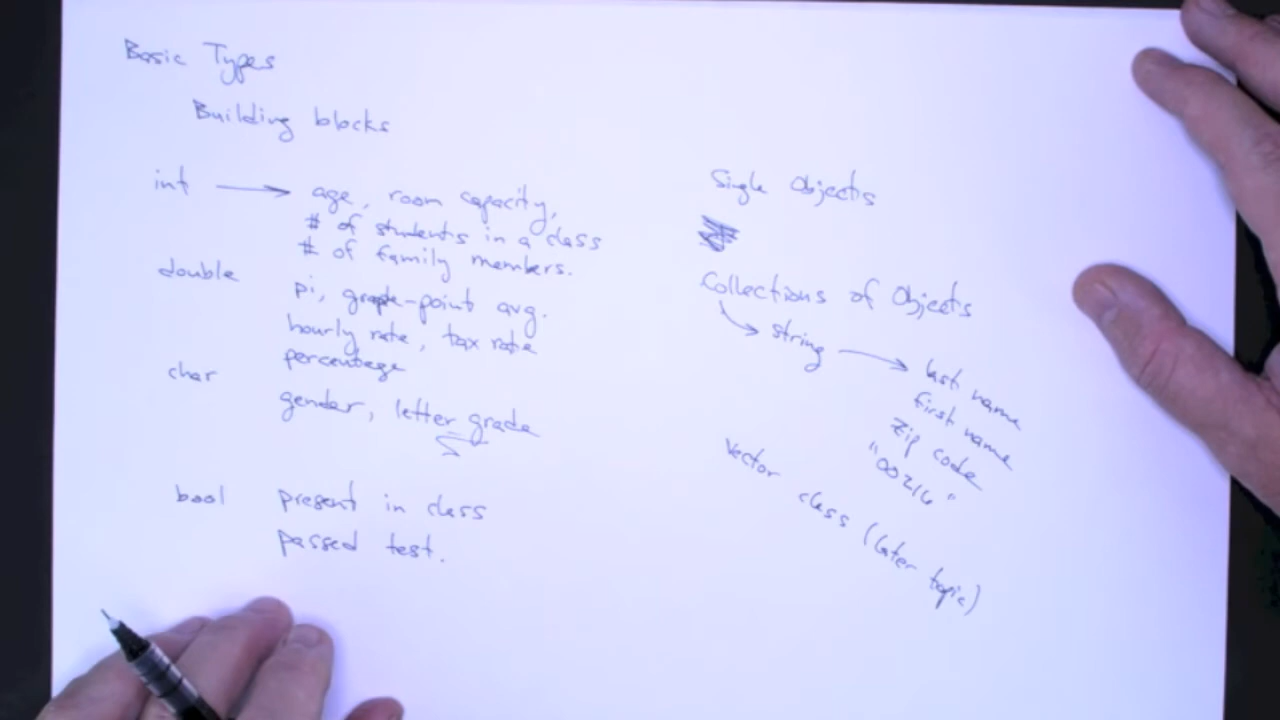 Basic Types
Building blocks
int → age, room capacity,
# of students in a class
# of family members.
double
pi, grade-point avg.
hourly rate, tax rate
percentage
char
gender, letter grade
bool present in class
passed test.
Single Objects
Collections of Objects
string → last name
first name
zip code
"00216"
Vector class (later topic)